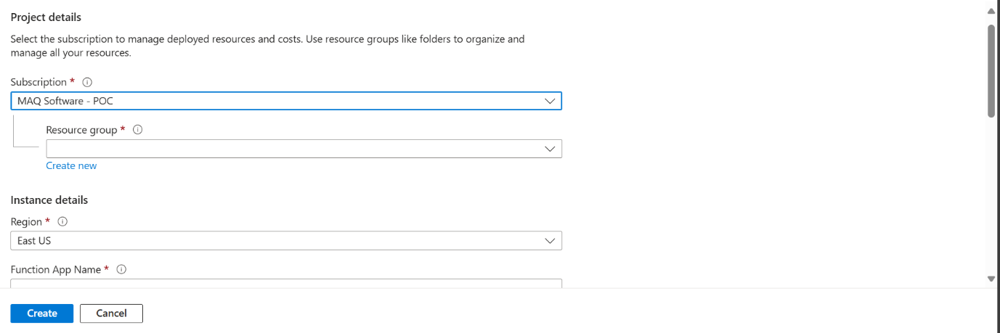 Project details
Select the subscription to manage deployed resources and costs. Use resource groups like folders to organize and
manage all your resources.
Subscription *
MAQ Software - POC
Resource group *
Create new
Instance details
Region *
East US
Function App Name *
Create
Cancel